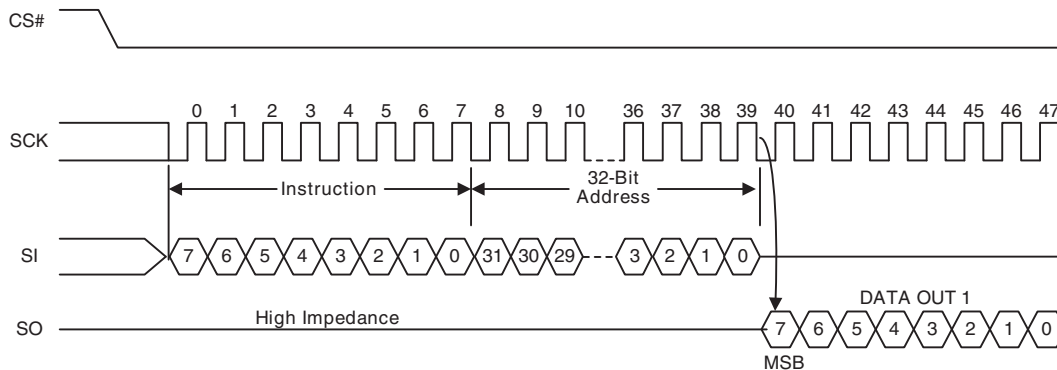 CS#
0 1 2 3 4 5 6 7 8 9 10 36 37 38 39 40 41 42 43 44 45 46 47
SCK
Instruction
32-Bit
Address
SI
7 6 5 4 3 2 1 0 31 30 29 3 2 1 0
DATA OUT 1
High Impedance
SO
7 6 5 4 3 2 1 0
MSB